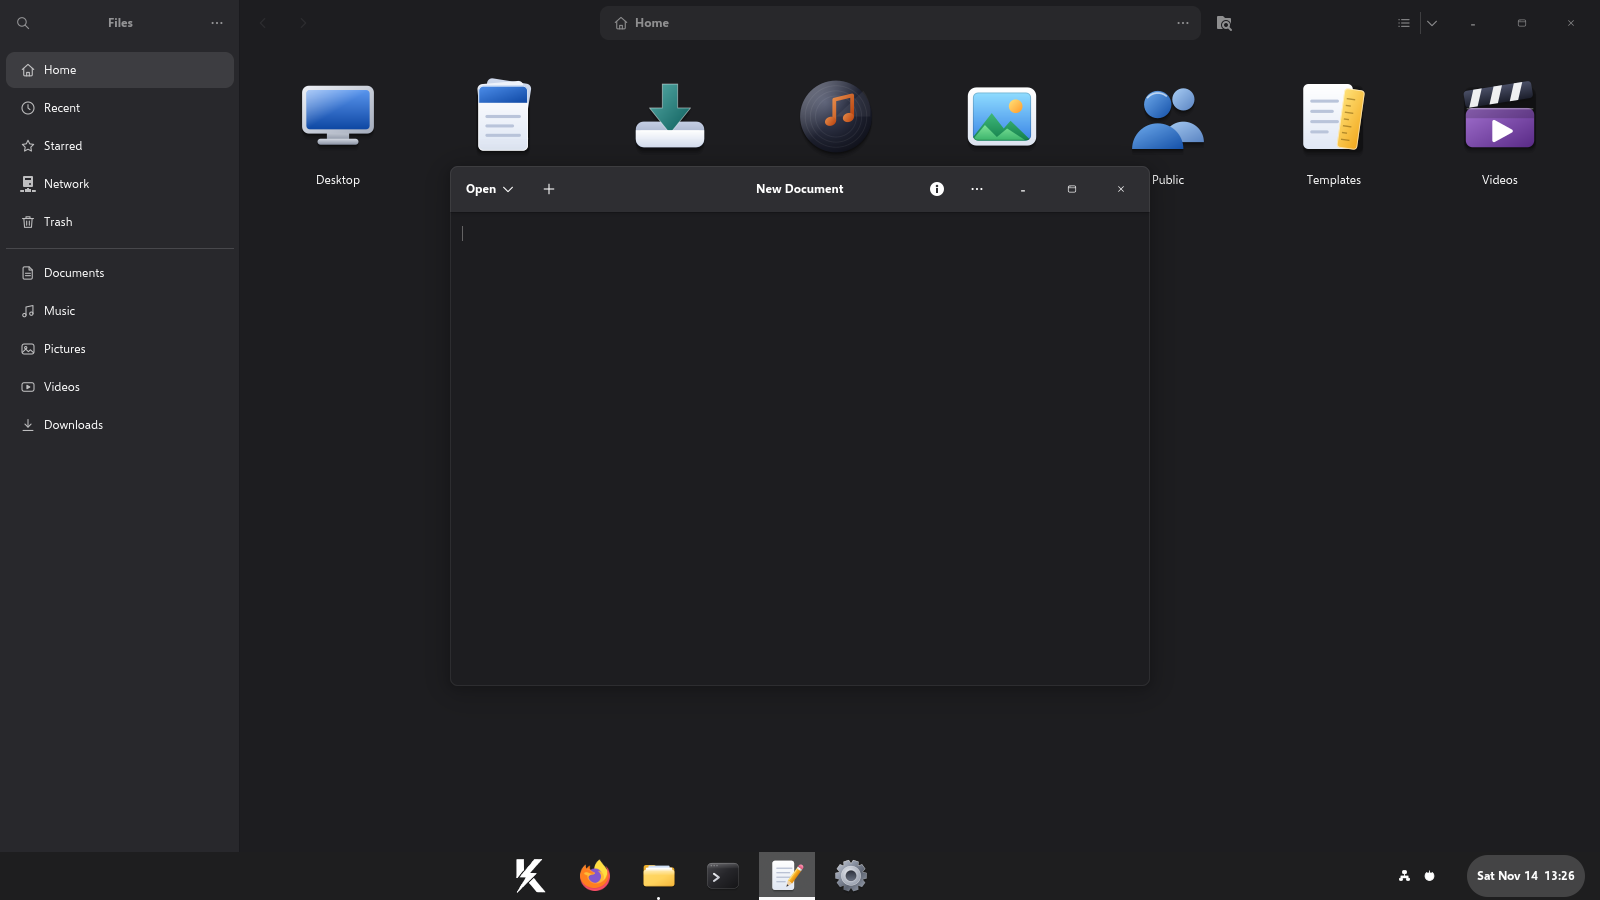 Files
Home
Home
Recent
Starred
Network
Trash
Documents
Music
Pictures
Videos
Downloads
Desktop
Public
Templates
Videos
Open
New Document
Sat Nov 14 13:26